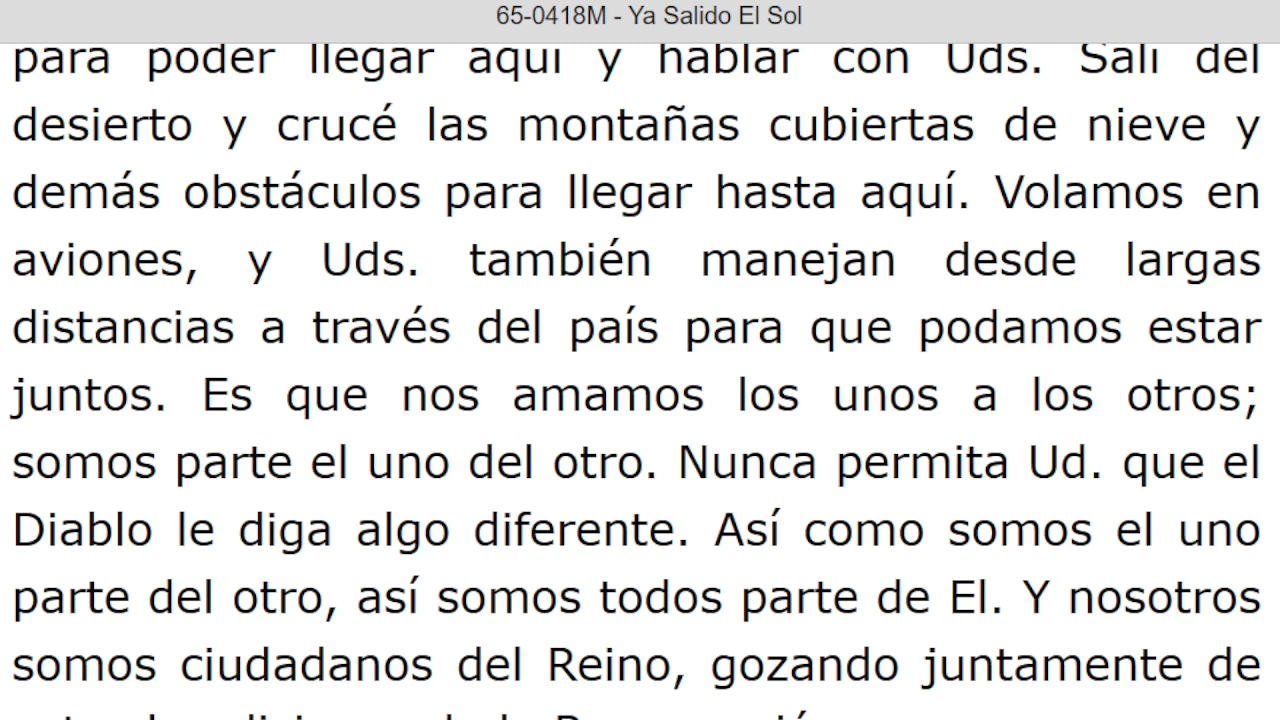 65-0418M - Ya Salido El Sol
para poder llegar aquí y hablar con Uds. Salí del
desierto y crucé las montañas cubiertas de nieve y
demás obstáculos para llegar hasta aquí. Volamos en
aviones, y Uds. también manejan desde largas
distancias a través del país para que podamos estar
juntos. Es que nos amamos los unos a los otros;
somos parte el uno del otro. Nunca permita Ud. que el
Diablo le diga algo diferente. Así como somos el uno
parte del otro, así somos todos parte de El. Y nosotros
somos ciudadanos del Reino, gozando juntamente de